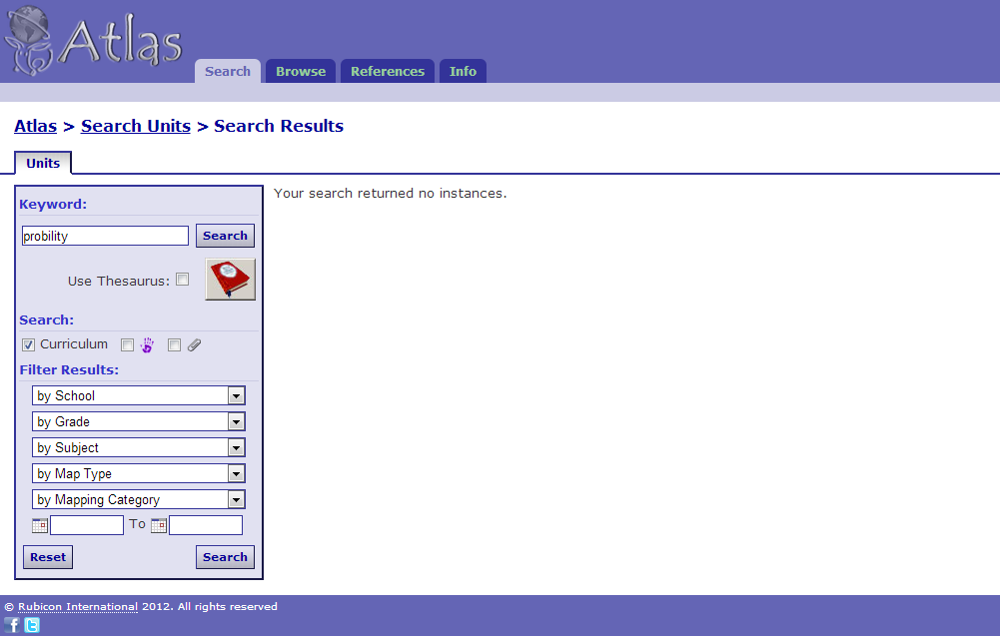 Atlas
Search Browse References Info
Atlas > Search Units > Search Results
Units
Keyword:
probility Search
Use Thesaurus:
Search:
Curriculum
Filter Results:
by School
by Grade
by Subject
by Map Type
by Mapping Category
To
Reset Search
Your search returned no instances.
© Rubicon International 2012. All rights reserved